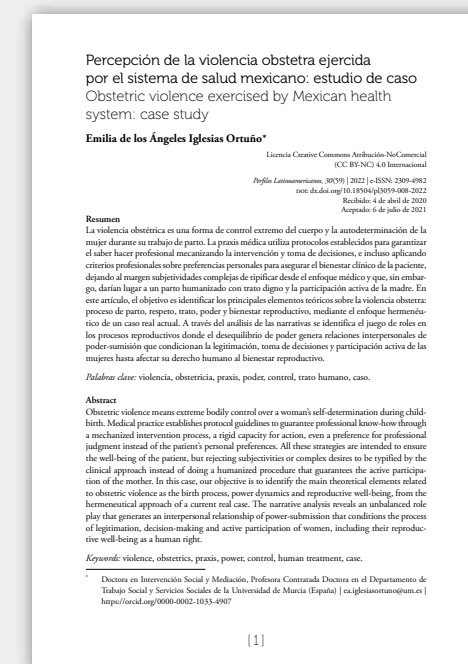 Percepción de la violencia obstetra ejercida
por el sistema de salud mexicano: estudio de caso
Obstetric violence exercised by Mexican health
system: case study
Emilia de los Ángeles Iglesias Ortuño*
Licencia Creative Commons Atribución-NoComercial
(CC BY-NC) 4.0 Internacional
Perfiles Latinoamericanos, 30(59) | 2022 | e-ISSN: 2309-4982
DOI: dx.doi.org/10.18504/pl3059-008-2022
Recibido: 4 de abril de 2020
Aceptado: 6 de julio de 2021
Resumen
La violencia obstétrica es una forma de control extremo del cuerpo y la autodeterminación de la
mujer durante su trabajo de parto. La praxis médica utiliza protocolos establecidos para garantizar
el saber hacer profesional mecanizando la intervención y toma de decisiones, e incluso aplicando
criterios profesionales sobre preferencias personales para asegurar el bienestar clínico de la paciente,
dejando al margen subjetividades complejas de tipificar desde el enfoque médico y que, sin embar-
go, darían lugar a un parto humanizado con trato digno y la participación activa de la madre. En
este artículo, el objetivo es identificar los principales elementos teóricos sobre la violencia obstetra:
proceso de parto, respeto, trato, poder y bienestar reproductivo, mediante el enfoque hermenéu-
tico de un caso real actual. A través del análisis de las narrativas se identifica el juego de roles en
los procesos reproductivos donde el desequilibrio de poder genera relaciones interpersonales de
poder-sumisión que condicionan la legitimación, toma de decisiones y participación activa de las
mujeres hasta afectar su derecho humano al bienestar reproductivo.
Palabras clave: violencia, obstetricia, praxis, poder, control, trato humano, caso.
Abstract
Obstetric violence means extreme bodily control over a woman's self-determination during child-
birth. Medical practice establishes protocol guidelines to guarantee professional know-how through
a mechanized intervention process, a rigid capacity for action, even a preference for professional
judgment instead of the patient's personal preferences. All these strategies are intended to ensure
the well-being of the patient, but rejecting subjectivities or complex desires to be typified by the
clinical approach instead of doing a humanized procedure that guarantees the active participa-
tion of the mother. In this case, our objective is to identify the main theoretical elements related
to obstetric violence as the birth process, power dynamics and reproductive well-being, from the
hermeneutical approach of a current real case. The narrative analysis reveals an unbalanced role
play that generates an interpersonal relationship of power-submission that conditions the process
of legitimation, decision-making and active participation of women, including their reproduc-
tive well-being as a human right.
Keywords: violence, obstetrics, praxis, power, control, human treatment, case.
* Doctora en Intervención Social y Mediación, Profesora Contratada Doctora en el Departamento de
Trabajo Social y Servicios Sociales de la Universidad de Murcia (España) | ea.iglesiasortuno@um.es |
https://orcid.org/0000-0002-1033-4907
[ 1 ]